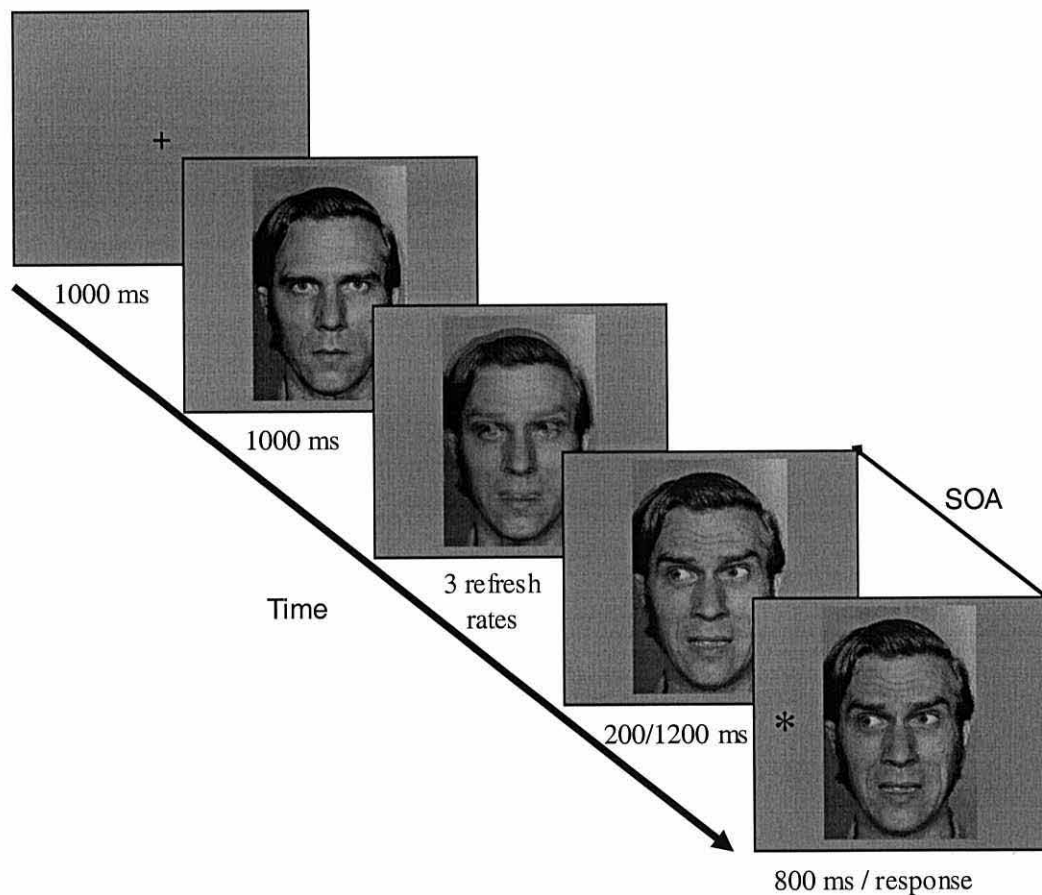 +
1000 ms
1000 ms
3 refresh
rates
200/1200 ms
*
800 ms / response
Time
SOA